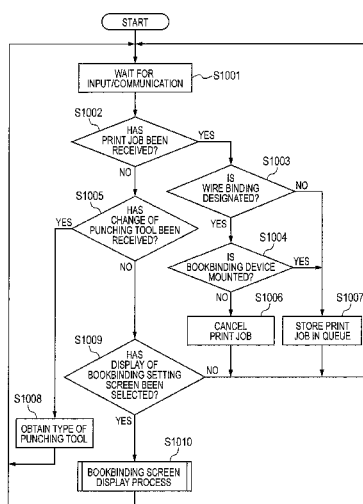 START
WAIT FOR
INPUT/COMMUNICATION
S1001
S1002
HAS
PRINT JOB BEEN
RECEIVED?
YES
NO
S1003
IS
WIRE BINDING
DESIGNATED?
NO
YES
S1005
HAS
CHANGE OF
PUNCHING TOOL BEEN
RECEIVED?
YES
NO
S1004
IS
BOOKBINDING DEVICE
MOUNTED?
YES
NO
S1006
CANCEL
PRINT JOB
S1007
STORE PRINT
JOB IN QUEUE
S1009
HAS
DISPLAY OF
BOOKBINDING SETTING
SCREEN BEEN
SELECTED?
NO
YES
S1008
OBTAIN TYPE OF
PUNCHING TOOL
S1010
BOOKBINDING SCREEN
DISPLAY PROCESS